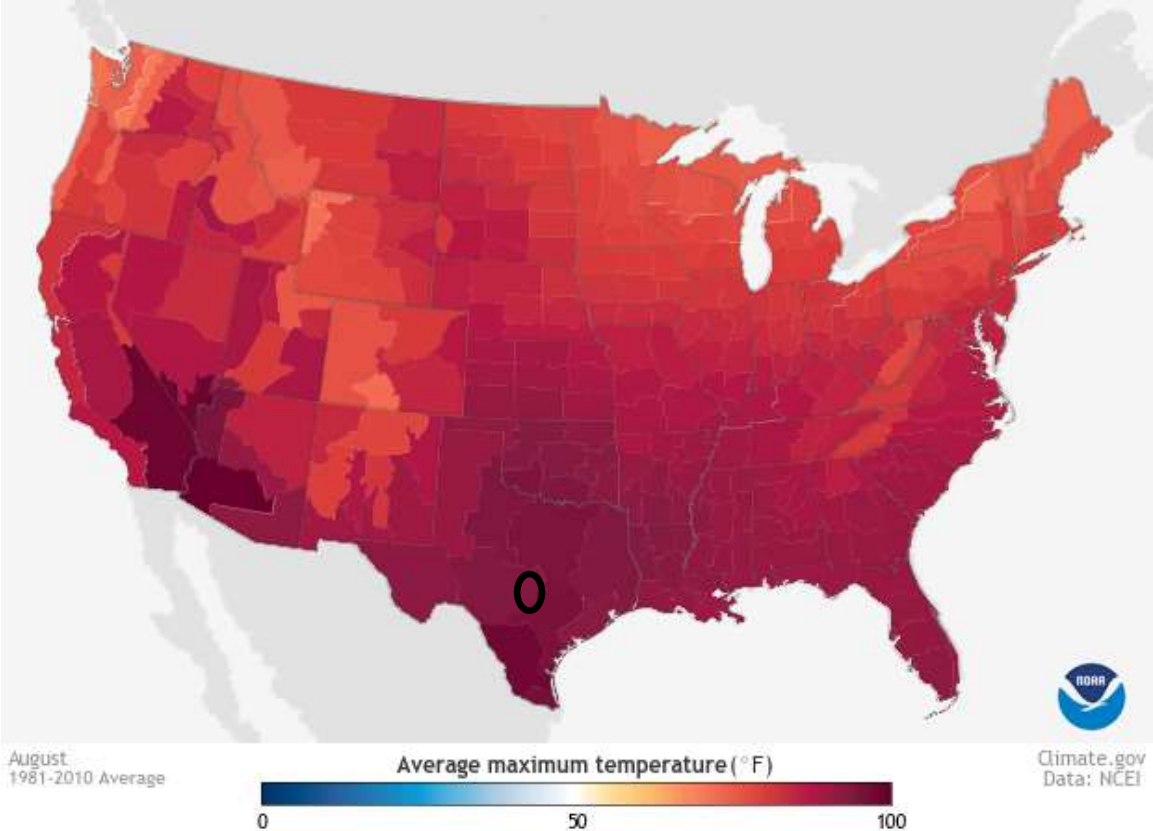 NOAA
August
1981-2010 Average
Average maximum temperature(°F)
0
50
100
Climate.gov
Data: NCEI